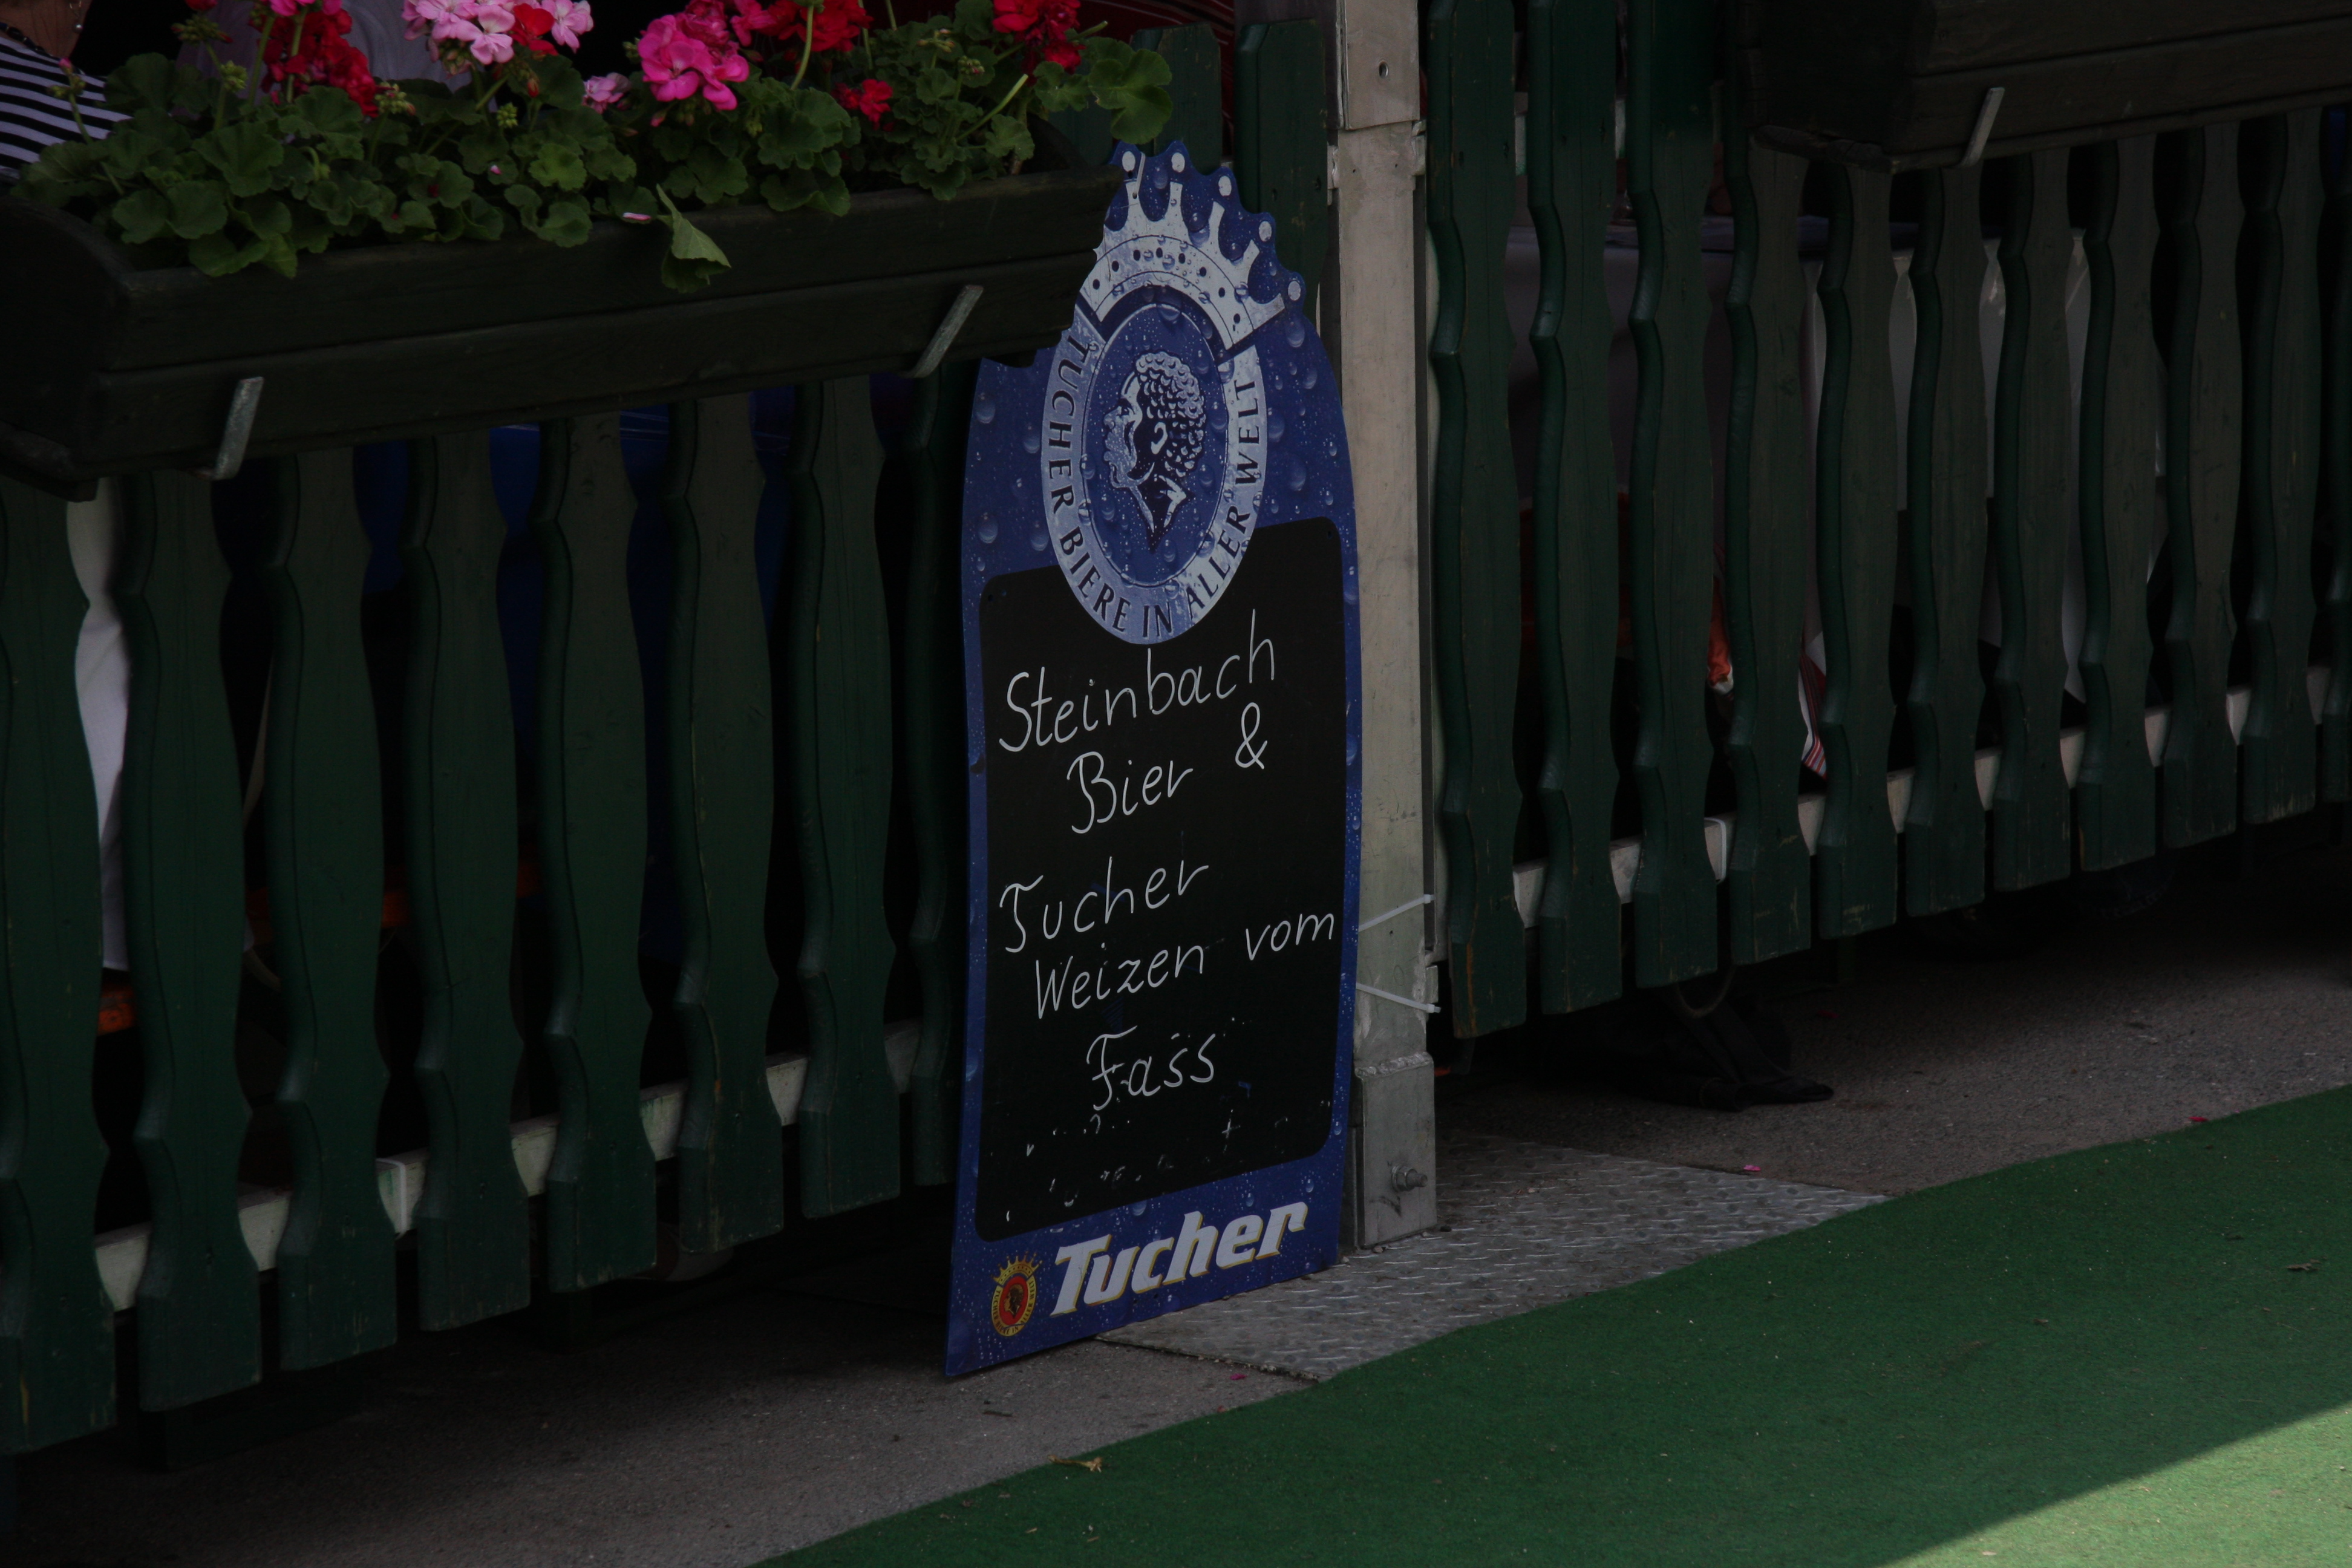 TUCHER BIERE IN ALLER WELT
Steinbach
Bier &
Tucher
Weizen vom
Fass
Tucher